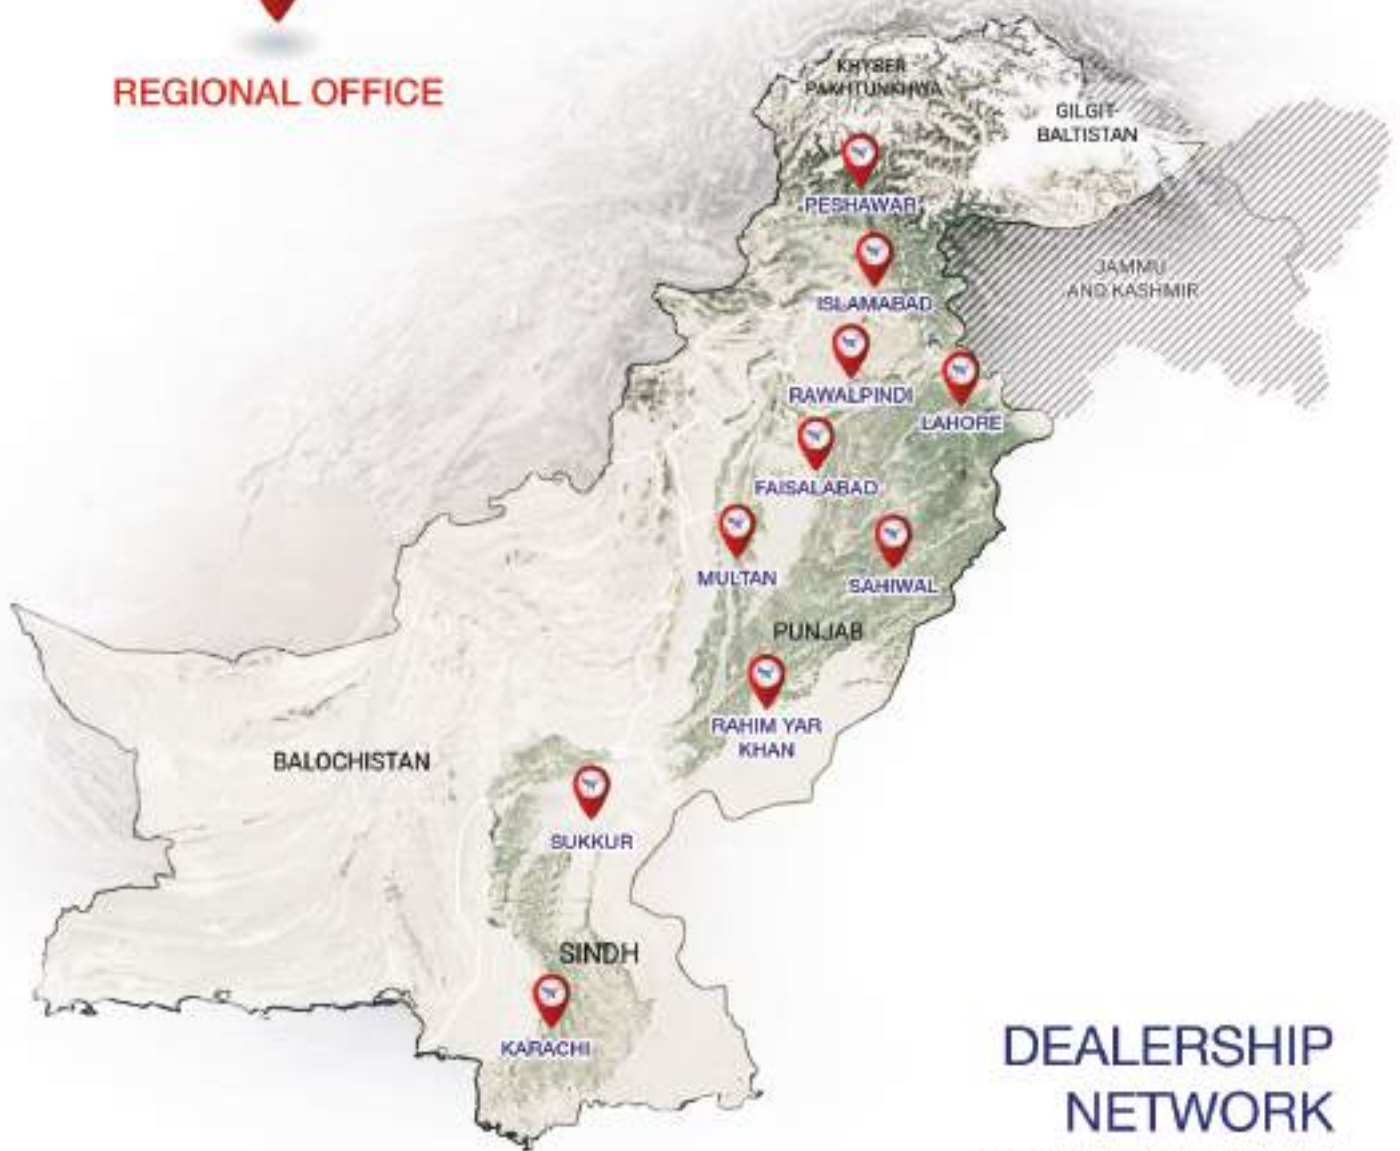 REGIONAL OFFICE
KHYBER
PAKHTUNKHWA
GILGIT-
BALTISTAN
PESHAWAR
JAMMU
AND KASHMIR
ISLAMABAD
RAWALPINDI
LAHORE
FAISALABAD
MULTAN
SAHIWAL
PUNJAB
RAHIM YAR
KHAN
BALOCHISTAN
SUKKUR
SINDH
KARACHI
DEALERSHIP
NETWORK